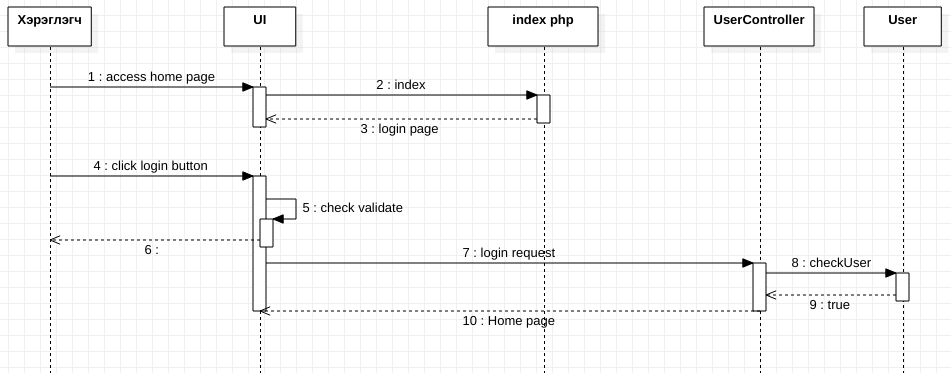 Хэрэглэгч
UI
index php
UserController
User
1 : access home page
2 : index
3 : login page
4 : click login button
5 : check validate
6 :
7 : login request
8 : checkUser
9 : true
10 : Home page